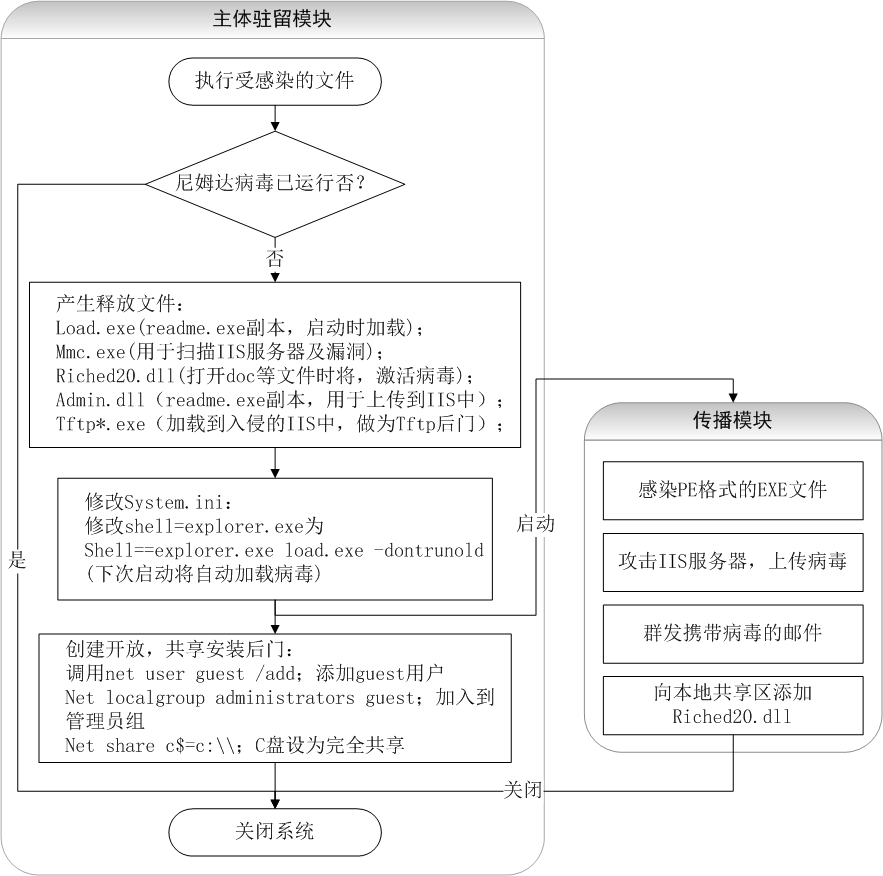 主体驻留模块
执行受感染的文件
尼姆达病毒已运行否？
否
产生释放文件：
Load.exe(readme.exe副本，启动时加载)；
Mmc.exe(用于扫描IIS服务器及漏洞)；
Riched20.dll(打开doc等文件时将，激活病毒)；
Admin.dll（readme.exe副本，用于上传到IIS中）；
Tftp*.exe（加载到入侵的IIS中，做为Tftp后门）；
修改System.ini：
修改shell=explorer.exe为
Shell==explorer.exe load.exe -dontrunold
(下次启动将自动加载病毒)
是
启动
创建开放，共享安装后门：
调用net user guest /add；添加guest用户
Net localgroup administrators guest；加入到
管理员组
Net share c$=c:\\；C盘设为完全共享
关闭系统
传播模块
感染PE格式的EXE文件
攻击IIS服务器，上传病毒
群发携带病毒的邮件
向本地共享区添加
Riched20.dll
关闭